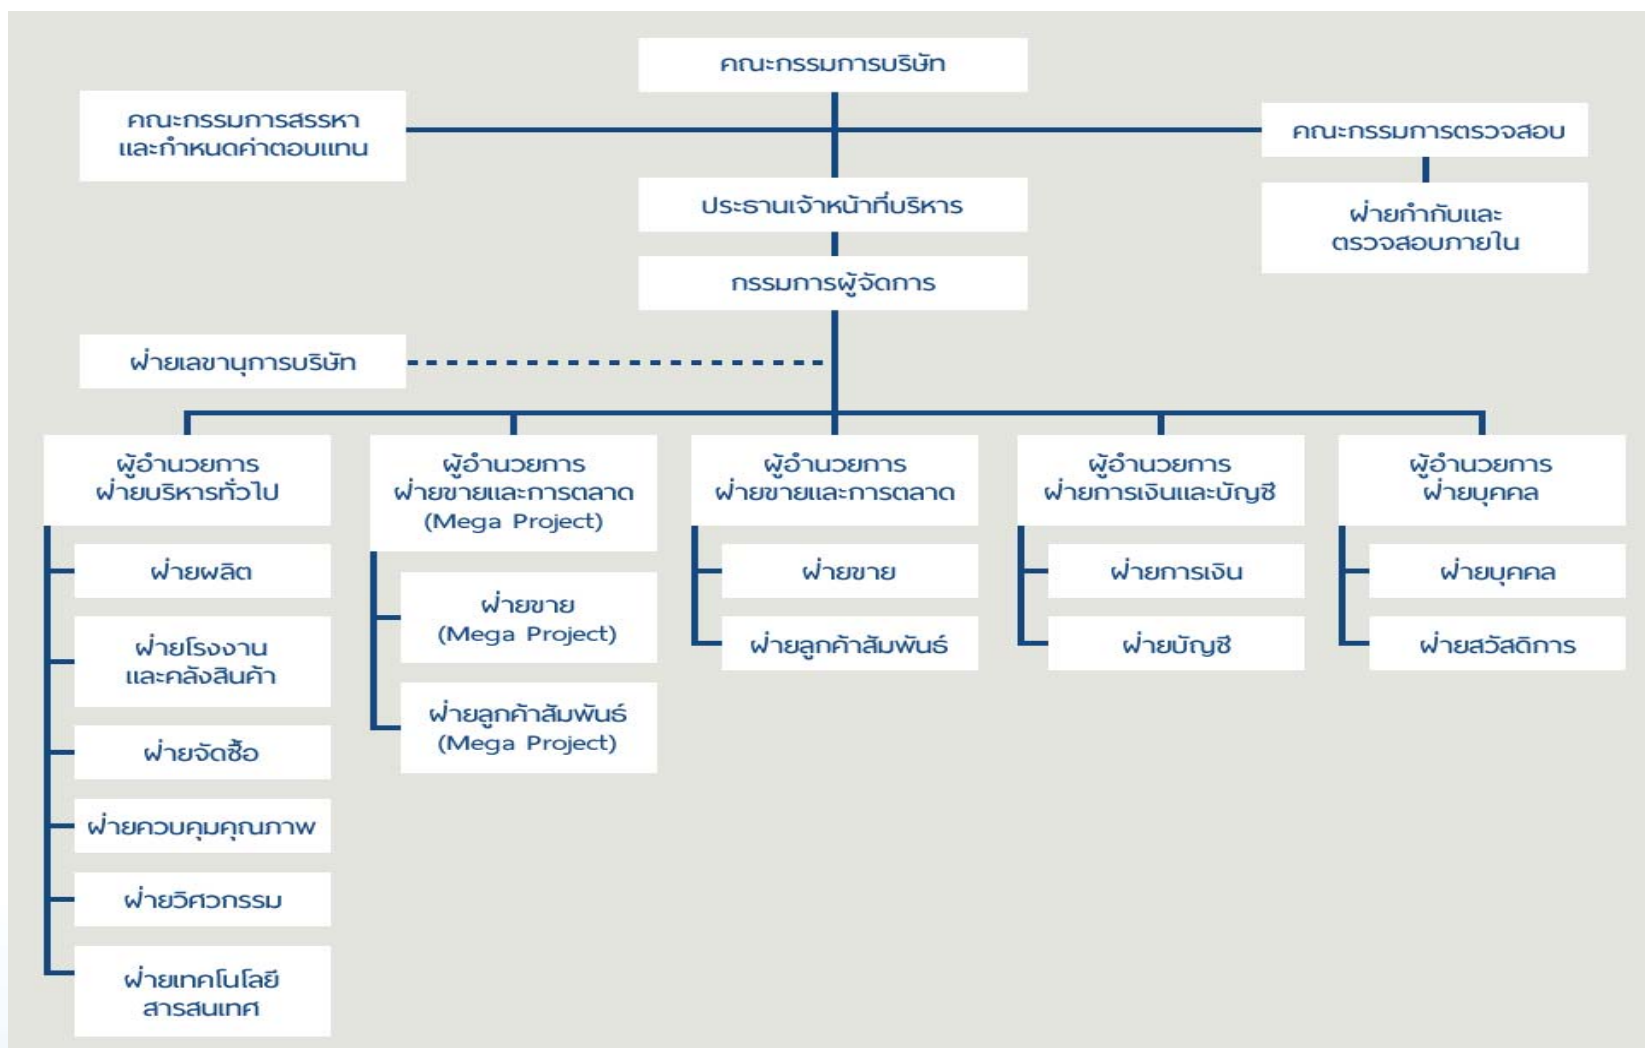 คณะกรรมการบริษัท
คณะกรรมการสรรหา
และกำหนดค่าตอบแทน
คณะกรรมการตรวจสอบ
ประธานเจ้าหน้าที่บริหาร
ฝ่ายกำกับและ
ตรวจสอบภายใน
กรรมการผู้จัดการ
ฝ่ายเลขานุการบริษัท
ผู้อำนวยการ
ฝ่ายบริหารทั่วไป
ฝ่ายผลิต
ฝ่ายโรงงาน
และคลังสินค้า
ฝ่ายจัดซื้อ
ฝ่ายควบคุมคุณภาพ
ฝ่ายวิศวกรรม
ฝ่ายเทคโนโลยี
สารสนเทศ
ผู้อำนวยการ
ฝ่ายขายและการตลาด
(Mega Project)
ฝ่ายขาย
(Mega Project)
ฝ่ายลูกค้าสัมพันธ์
(Mega Project)
ผู้อำนวยการ
ฝ่ายขายและการตลาด
ฝ่ายขาย
ฝ่ายลูกค้าสัมพันธ์
ผู้อำนวยการ
ฝ่ายการเงินและบัญชี
ฝ่ายการเงิน
ฝ่ายบัญชี
ผู้อำนวยการ
ฝ่ายบุคคล
ฝ่ายบุคคล
ฝ่ายสวัสดิการ